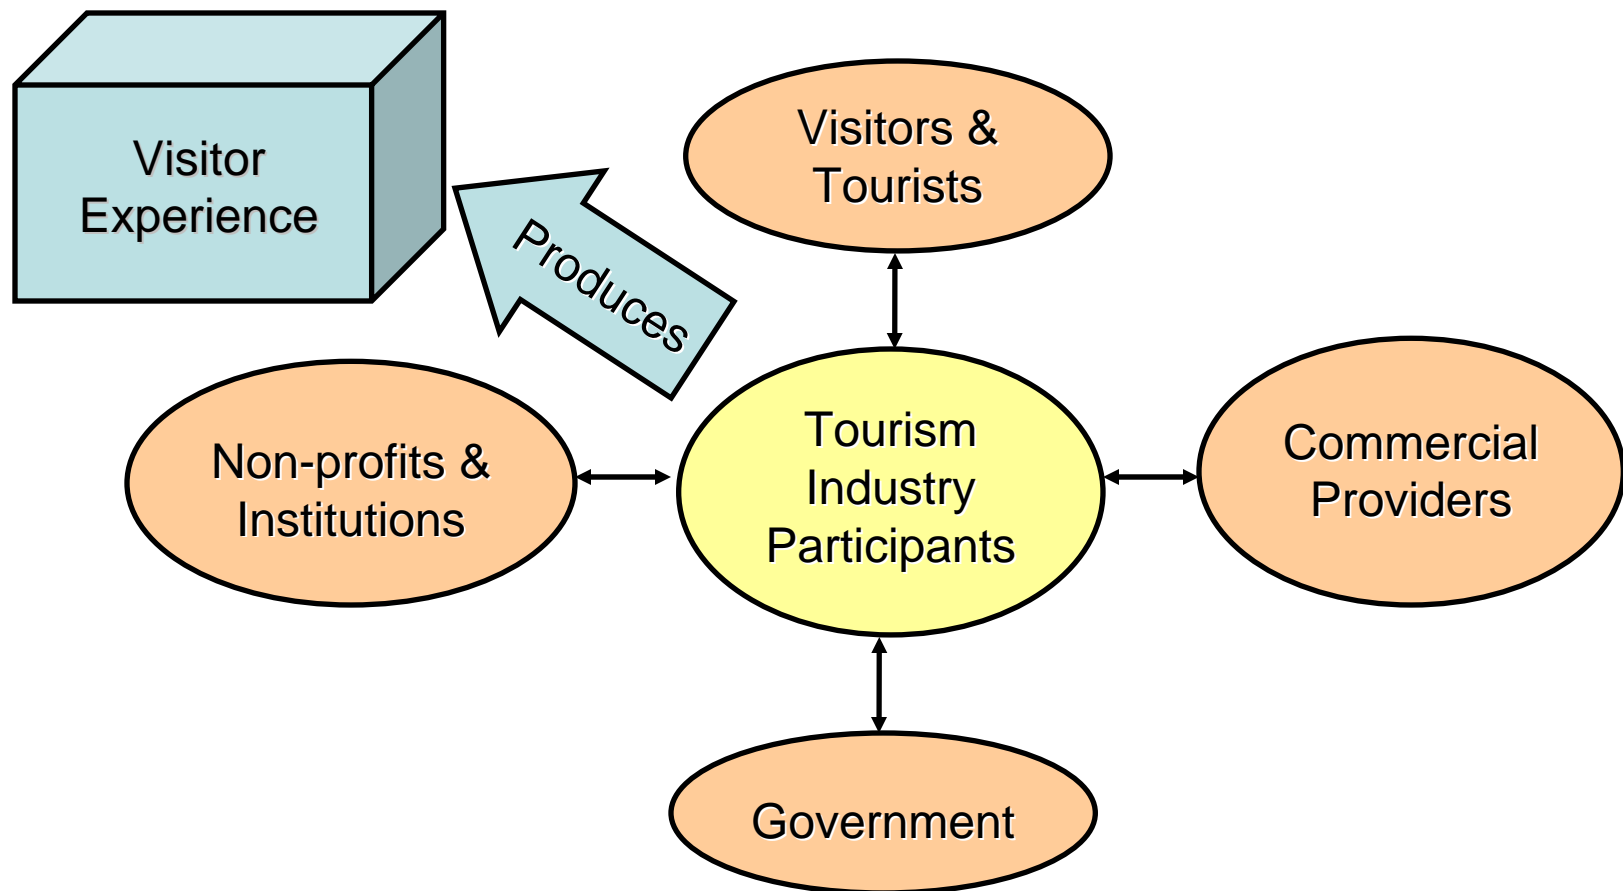 Visitor
Experience
Produces
Visitors &
Tourists
Non-profits &
Institutions
Tourism
Industry
Participants
Commercial
Providers
Government